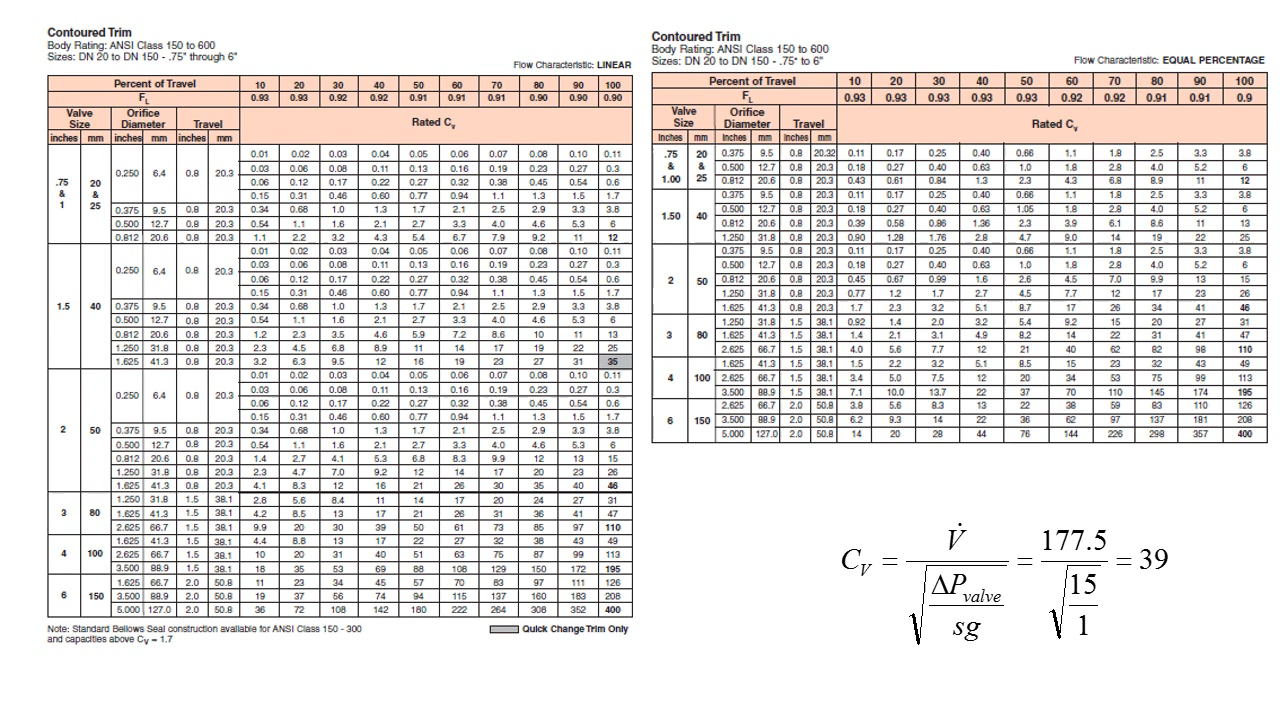 Contoured Trim
Body Rating: ANSI Class 150 to 600
Sizes: DN 20 to DN 150 - .75" through 6"
Flow Characteristic: LINEAR
Percent of Travel 10 20 30 40 50 60 70 80 90 100
FL 0.93 0.93 0.92 0.92 0.91 0.91 0.91 0.90 0.90 0.90
Valve Size Orifice Diameter Travel Rated Cv
inches mm inches mm inches mm
.75 & 1 20 & 25 0.250 6.4 0.8 20.3
0.01 0.02 0.03 0.04 0.05 0.06 0.07 0.08 0.10 0.11
0.03 0.06 0.08 0.11 0.13 0.16 0.19 0.23 0.27 0.3
0.06 0.12 0.17 0.22 0.27 0.32 0.38 0.45 0.54 0.6
0.15 0.31 0.46 0.60 0.77 0.94 1.1 1.3 1.5 1.7
0.375 9.5 0.8 20.3 0.34 0.68 1.0 1.3 1.7 2.1 2.5 2.9 3.3 3.8
0.500 12.7 0.8 20.3 0.54 1.1 1.6 2.1 2.7 3.3 4.0 4.6 5.3 6
0.812 20.6 0.8 20.3 1.1 2.2 3.2 4.3 5.4 6.7 7.9 9.2 11 12
1.5 40 0.250 6.4 0.8 20.3
0.01 0.02 0.03 0.04 0.05 0.06 0.07 0.08 0.10 0.11
0.03 0.06 0.08 0.11 0.13 0.16 0.19 0.23 0.27 0.3
0.06 0.12 0.17 0.22 0.27 0.32 0.38 0.45 0.54 0.6
0.15 0.31 0.46 0.60 0.77 0.94 1.1 1.3 1.5 1.7
0.375 9.5 0.8 20.3 0.34 0.68 1.0 1.3 1.7 2.1 2.5 2.9 3.3 3.8
0.500 12.7 0.8 20.3 0.54 1.1 1.6 2.1 2.7 3.3 4.0 4.6 5.3 6
0.812 20.6 0.8 20.3 1.2 2.3 3.5 4.6 5.9 7.2 8.6 10 11 13
1.250 31.8 0.8 20.3 2.3 4.5 6.8 8.9 11 14 17 19 22 25
1.625 41.3 0.8 20.3 3.2 6.3 9.5 12 16 19 23 27 31 35
2 50 0.250 6.4 0.8 20.3
0.01 0.02 0.03 0.04 0.05 0.06 0.07 0.08 0.10 0.11
0.03 0.06 0.08 0.11 0.13 0.16 0.19 0.23 0.27 0.3
0.06 0.12 0.17 0.22 0.27 0.32 0.38 0.45 0.54 0.6
0.15 0.31 0.46 0.60 0.77 0.94 1.1 1.3 1.5 1.7
0.375 9.5 0.8 20.3 0.34 0.68 1.0 1.3 1.7 2.1 2.5 2.9 3.3 3.8
0.500 12.7 0.8 20.3 0.54 1.1 1.6 2.1 2.7 3.3 4.0 4.6 5.3 6
0.812 20.6 0.8 20.3 1.4 2.7 4.1 5.3 6.8 8.3 9.9 12 13 15
1.250 31.8 0.8 20.3 2.3 4.7 7.0 9.2 12 14 17 20 23 26
1.625 41.3 0.8 20.3 4.1 8.3 12 16 21 26 30 35 40 46
3 80 1.250 31.8 1.5 38.1 2.8 5.6 8.4 11 14 17 20 24 27 31
1.625 41.3 1.5 38.1 4.2 8.5 13 17 21 26 31 36 41 47
2.625 66.7 1.5 38.1 9.9 20 30 39 50 61 73 85 97 110
4 100 1.625 41.3 1.5 38.1 4.4 8.8 13 17 22 27 32 38 43 49
2.625 66.7 1.5 38.1 10 20 31 40 51 63 75 87 99 113
3.500 88.9 1.5 38.1 18 35 53 69 88 108 129 150 172 195
6 150 1.625 66.7 2.0 50.8 11 23 34 45 57 70 83 97 111 126
3.500 88.9 2.0 50.8 19 37 56 74 94 115 137 160 183 208
5.000 127.0 2.0 50.8 36 72 108 142 180 222 264 308 352 400
Note: Standard Bellows Seal construction available for ANSI Class 150 - 300
and capacities above Cv = 1.7
Quick Change Trim Only
Contoured Trim
Body Rating: ANSI Class 150 to 600
Sizes: DN 20 to DN 150 - .75" to 6"
Flow Characteristic: EQUAL PERCENTAGE
Percent of Travel 10 20 30 40 50 60 70 80 90 100
FL 0.93 0.93 0.93 0.93 0.93 0.92 0.92 0.91 0.91 0.9
Valve Size Orifice Diameter Travel Rated Cv
Inches mm Inches mm Inches mm
.75 & 1.00 20 & 25 0.375 9.5 0.8 20.32 0.11 0.17 0.25 0.40 0.66 1.1 1.8 2.5 3.3 3.8
0.500 12.7 0.8 20.3 0.18 0.27 0.40 0.63 1.0 1.8 2.8 4.0 5.2 6
0.812 20.6 0.8 20.3 0.43 0.61 0.84 1.3 2.3 4.3 6.8 8.9 11 12
1.50 40 0.375 9.5 0.8 20.3 0.11 0.17 0.25 0.40 0.66 1.1 1.8 2.5 3.3 3.8
0.500 12.7 0.8 20.3 0.18 0.27 0.40 0.63 1.05 1.8 2.8 4.0 5.2 6
0.812 20.6 0.8 20.3 0.39 0.58 0.86 1.36 2.3 3.9 6.1 8.6 11 13
1.250 31.8 0.8 20.3 0.90 1.28 1.76 2.8 4.7 9.0 14 19 22 25
2 50 0.375 9.5 0.8 20.3 0.11 0.17 0.25 0.40 0.66 1.1 1.8 2.5 3.3 3.8
0.500 12.7 0.8 20.3 0.18 0.27 0.40 0.63 1.0 1.8 2.8 4.0 5.2 6
0.812 20.6 0.8 20.3 0.45 0.67 0.99 1.6 2.6 4.5 7.0 9.9 13 15
1.250 31.8 0.8 20.3 0.77 1.2 1.7 2.7 4.5 7.7 12 17 23 26
1.625 41.3 0.8 20.3 1.7 2.3 3.2 5.1 8.7 17 26 34 41 46
3 80 1.250 31.8 1.5 38.1 0.92 1.4 2.0 3.2 5.4 9.2 15 20 27 31
1.625 41.3 1.5 38.1 1.4 2.1 3.1 4.9 8.2 14 22 31 41 47
2.625 66.7 1.5 38.1 4.0 5.6 7.7 12 21 40 62 82 98 110
4 100 1.625 41.3 1.5 38.1 1.5 2.2 3.2 5.1 8.5 15 23 32 43 49
2.625 66.7 1.5 38.1 3.4 5.0 7.5 12 20 34 53 75 99 113
3.500 88.9 1.5 38.1 7.1 10.0 13.7 22 37 70 110 145 174 195
6 150 2.625 66.7 2.0 50.8 3.8 5.6 8.3 13 22 38 59 83 110 126
3.500 88.9 2.0 50.8 6.2 9.3 14 22 36 62 97 137 181 208
5.000 127.0 2.0 50.8 14 20 28 44 76 144 226 298 357 400
C_V = V̇ / √(ΔP_valve / sg) = 177.5 / √(15 / 1) = 39